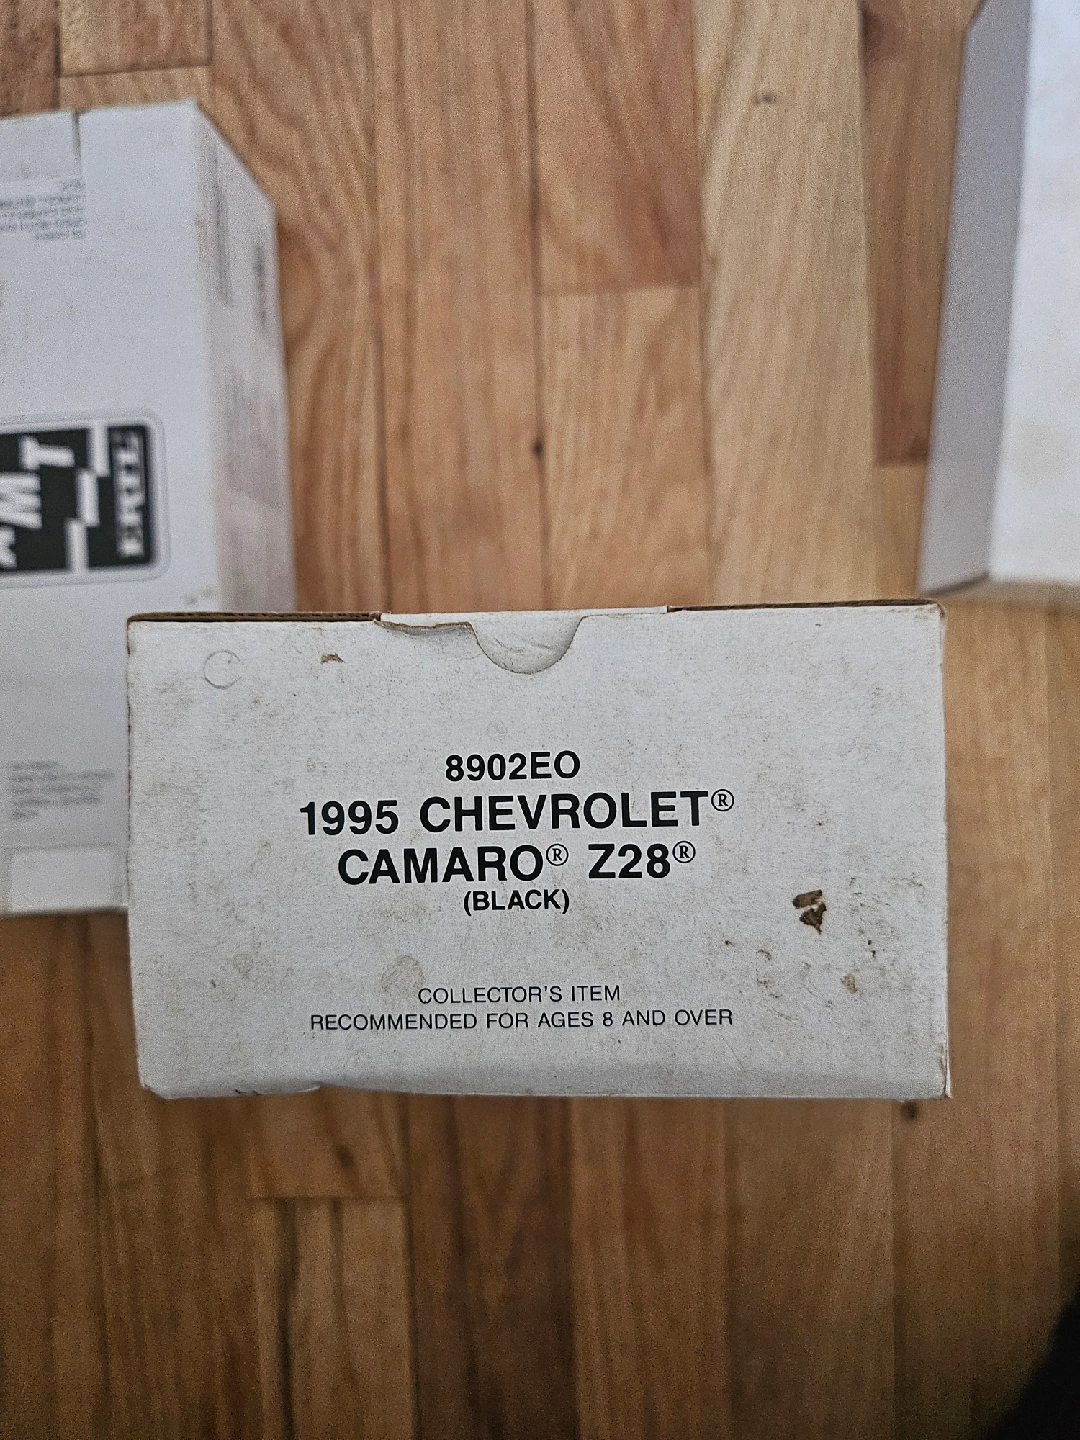 AMT
ERTL
8902EO
1995 CHEVROLET®
CAMARO® Z28®
(BLACK)
COLLECTOR'S ITEM
RECOMMENDED FOR AGES 8 AND OVER